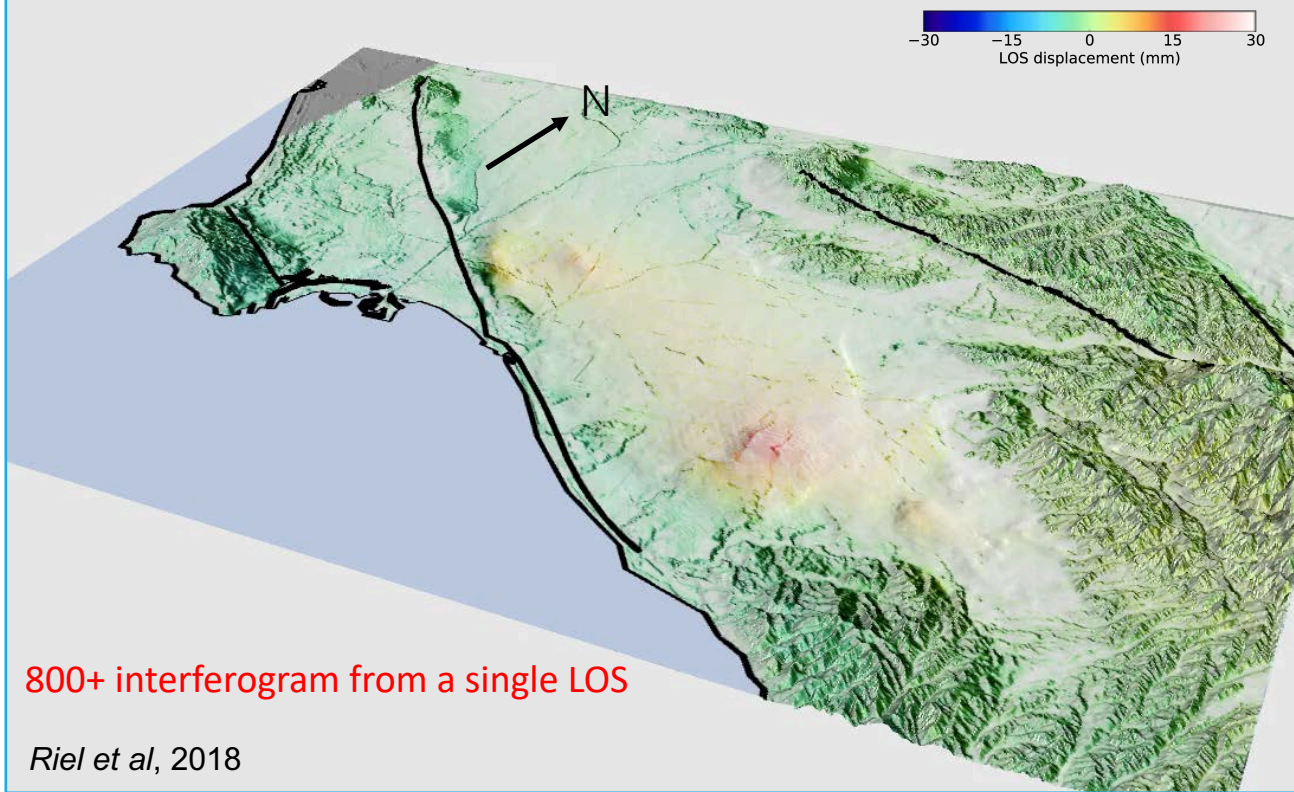 −30 −15 0 15 30
LOS displacement (mm)
N
800+ interferogram from a single LOS
Riel et al, 2018